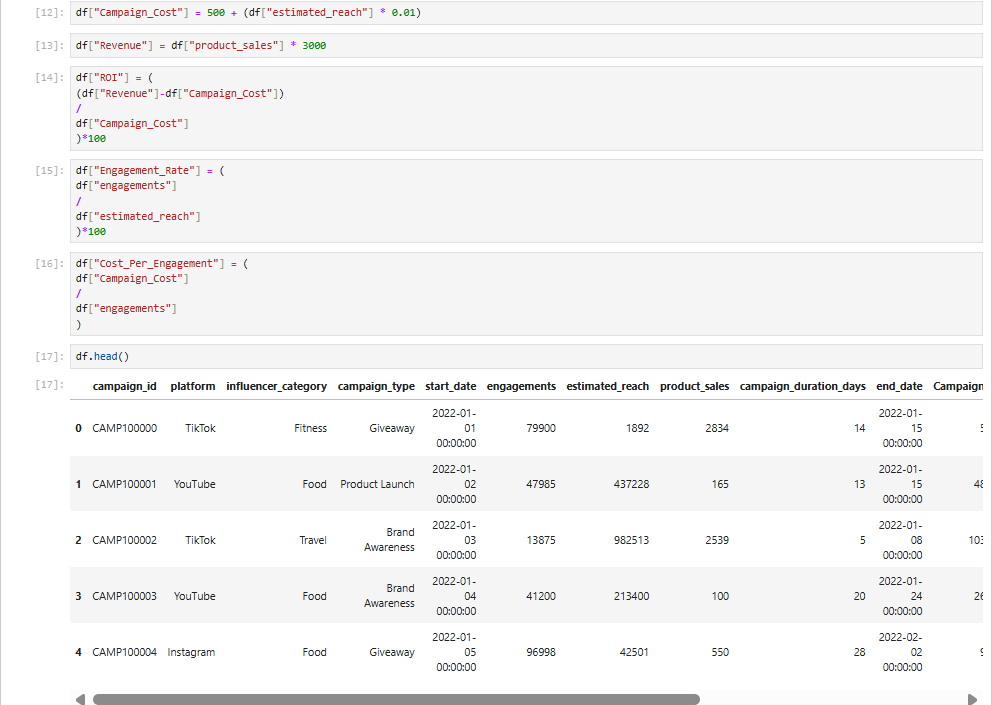 [12]: df["Campaign_Cost"] = 500 + (df["estimated_reach"] * 0.01)
[13]: df["Revenue"] = df["product_sales"] * 3000
[14]: df["ROI"] = (
(df["Revenue"]-df["Campaign_Cost"])
/
df["Campaign_Cost"]
)*100
[15]: df["Engagement_Rate"] = (
df["engagements"]
/
df["estimated_reach"]
)*100
[16]: df["Cost_Per_Engagement"] = (
df["Campaign_Cost"]
/
df["engagements"]
)
[17]: df.head()
[17]: campaign_id platform influencer_category campaign_type start_date engagements estimated_reach product_sales campaign_duration_days end_date Campaign
2022-01- 2022-01-
0 CAMP100000 TikTok Fitness Giveaway 01 79900 1892 2834 14 15 5
00:00:00 00:00:00
2022-01- 2022-01-
1 CAMP100001 YouTube Food Product Launch 02 47985 437228 165 13 15 48
00:00:00 00:00:00
2022-01- 2022-01-
2 CAMP100002 TikTok Travel Brand Awareness 03 13875 982513 2539 5 08 103
00:00:00 00:00:00
2022-01- 2022-01-
3 CAMP100003 YouTube Food Brand Awareness 04 41200 213400 100 20 24 26
00:00:00 00:00:00
2022-01- 2022-02-
4 CAMP100004 Instagram Food Giveaway 05 96998 42501 550 28 02 9
00:00:00 00:00:00